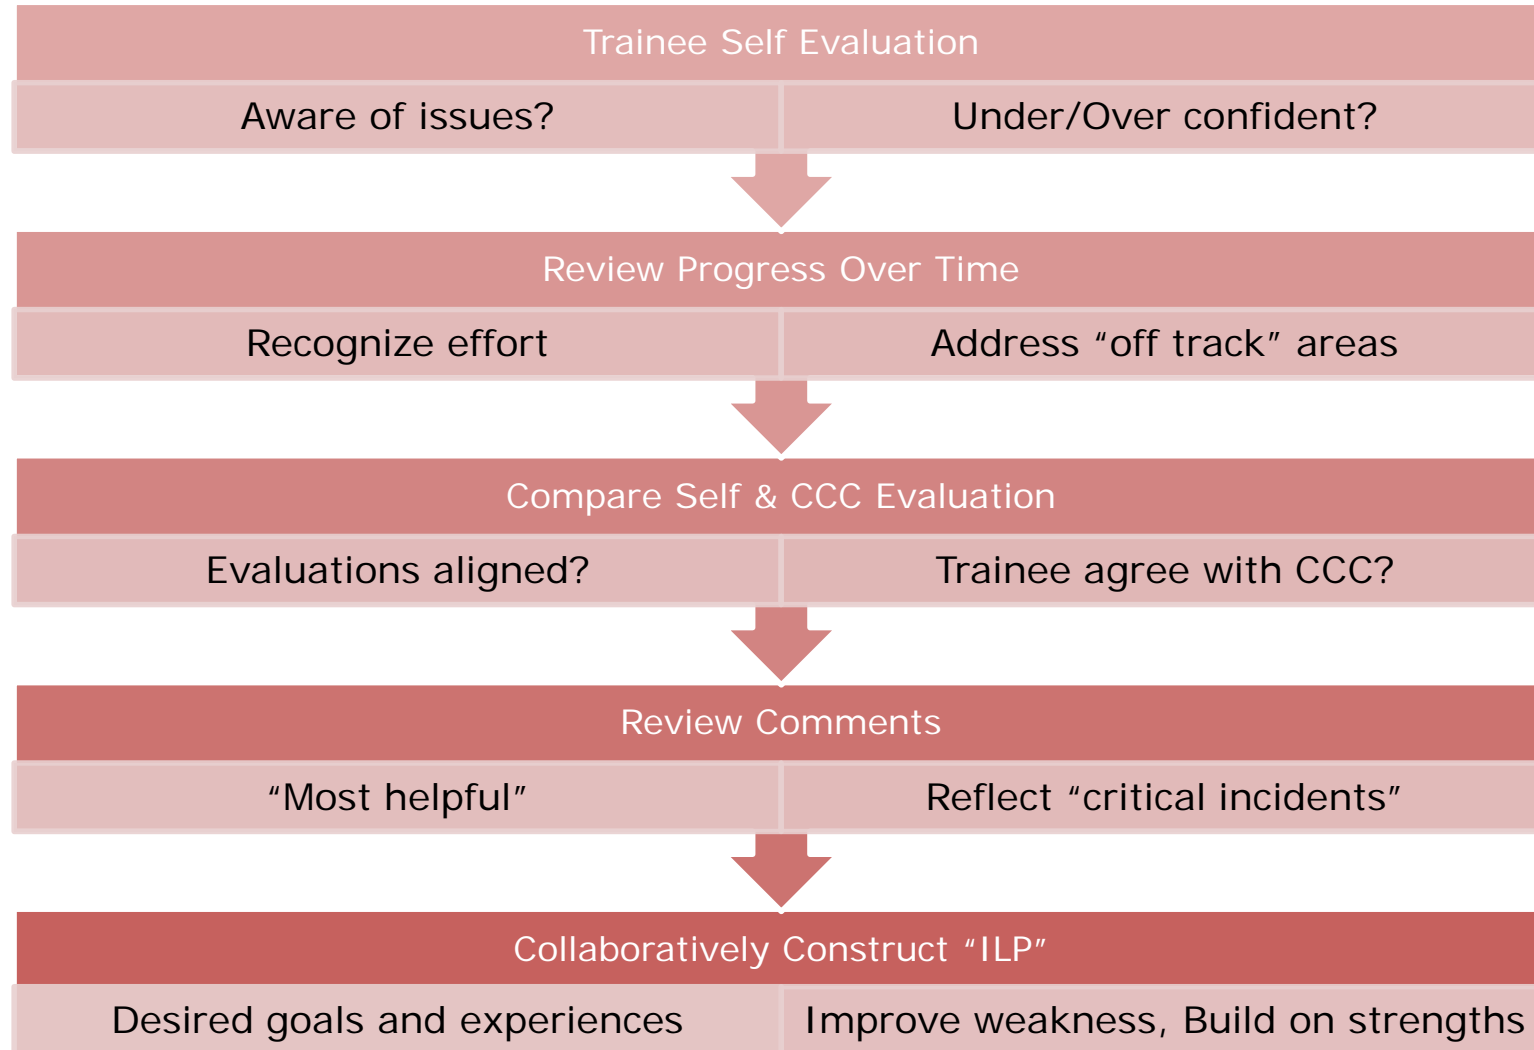 Trainee Self Evaluation
Aware of issues?
Under/Over confident?
Review Progress Over Time
Recognize effort
Address “off track” areas
Compare Self & CCC Evaluation
Evaluations aligned?
Trainee agree with CCC?
Review Comments
“Most helpful”
Reflect “critical incidents”
Collaboratively Construct “ILP”
Desired goals and experiences
Improve weakness, Build on strengths